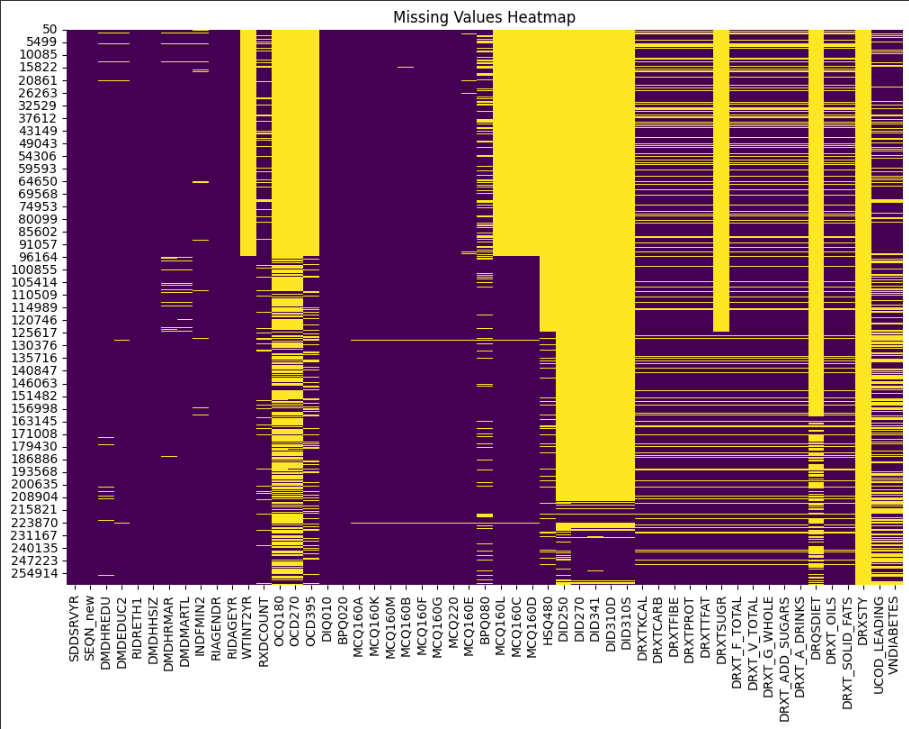 Missing Values Heatmap
50
5499
10085
15822
20861
26263
32529
37612
43149
49043
54306
59593
64650
69568
74953
80099
85602
91057
96164
100855
105414
110509
114989
120746
125617
130376
135716
140847
146063
151482
156998
163145
171008
179430
186886
193568
200635
208904
215821
223870
231167
240135
247223
254914
SDDSRVYR
SEQN_new
DMDHREDU
DMDEDUC2
RIDRETH1
DMDHHSIZ
DMDHRMAR
DMDMARTL
INDFMIN2
RIAGENDR
RIDAGEYR
WTINT2YR
RXDCOUNT
OCQ180
OCD270
OCD395
DIQ010
BPQ020
MCQ160A
MCQ160K
MCQ160M
MCQ160B
MCQ160F
MCQ160G
MCQ220
MCQ160E
BPQ080
MCQ160L
MCQ160C
MCQ160D
HSQ480
DID250
DID270
DID341
DID310D
DID310S
DRXTKCAL
DRXTCARB
DRXTFIBE
DRXTPROT
DRXTTFAT
DRXTSUGR
DRXT_F_TOTAL
DRXT_V_TOTAL
DRXT_G_WHOLE
DRXT_ADD_SUGARS
DRXT_A_DRINKS
DRQSDIET
DRXT_OILS
DRXT_SOLID_FATS
DRXSTY
UCOD_LEADING
VNDIABETES